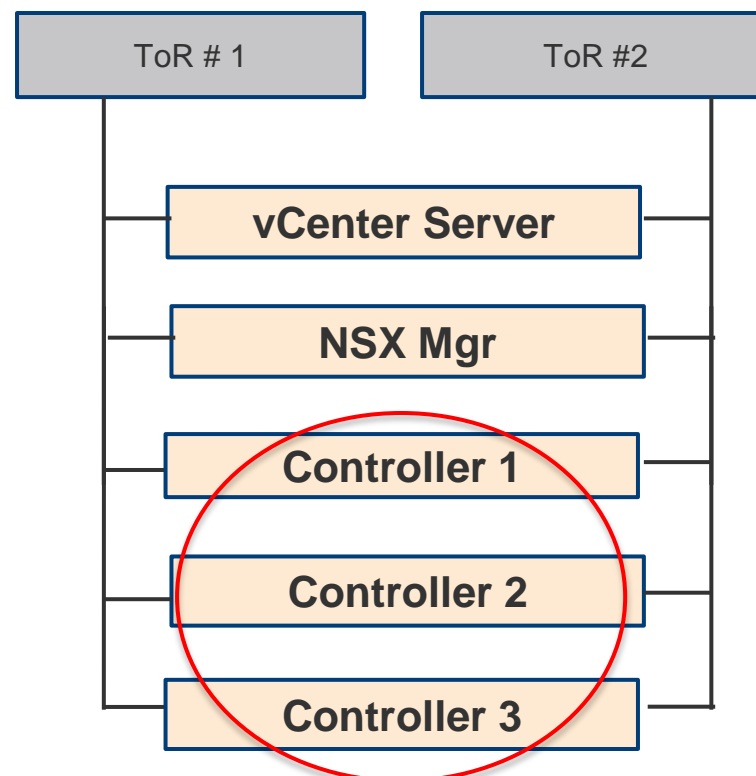 ToR # 1
ToR #2
vCenter Server
NSX Mgr
Controller 1
Controller 2
Controller 3